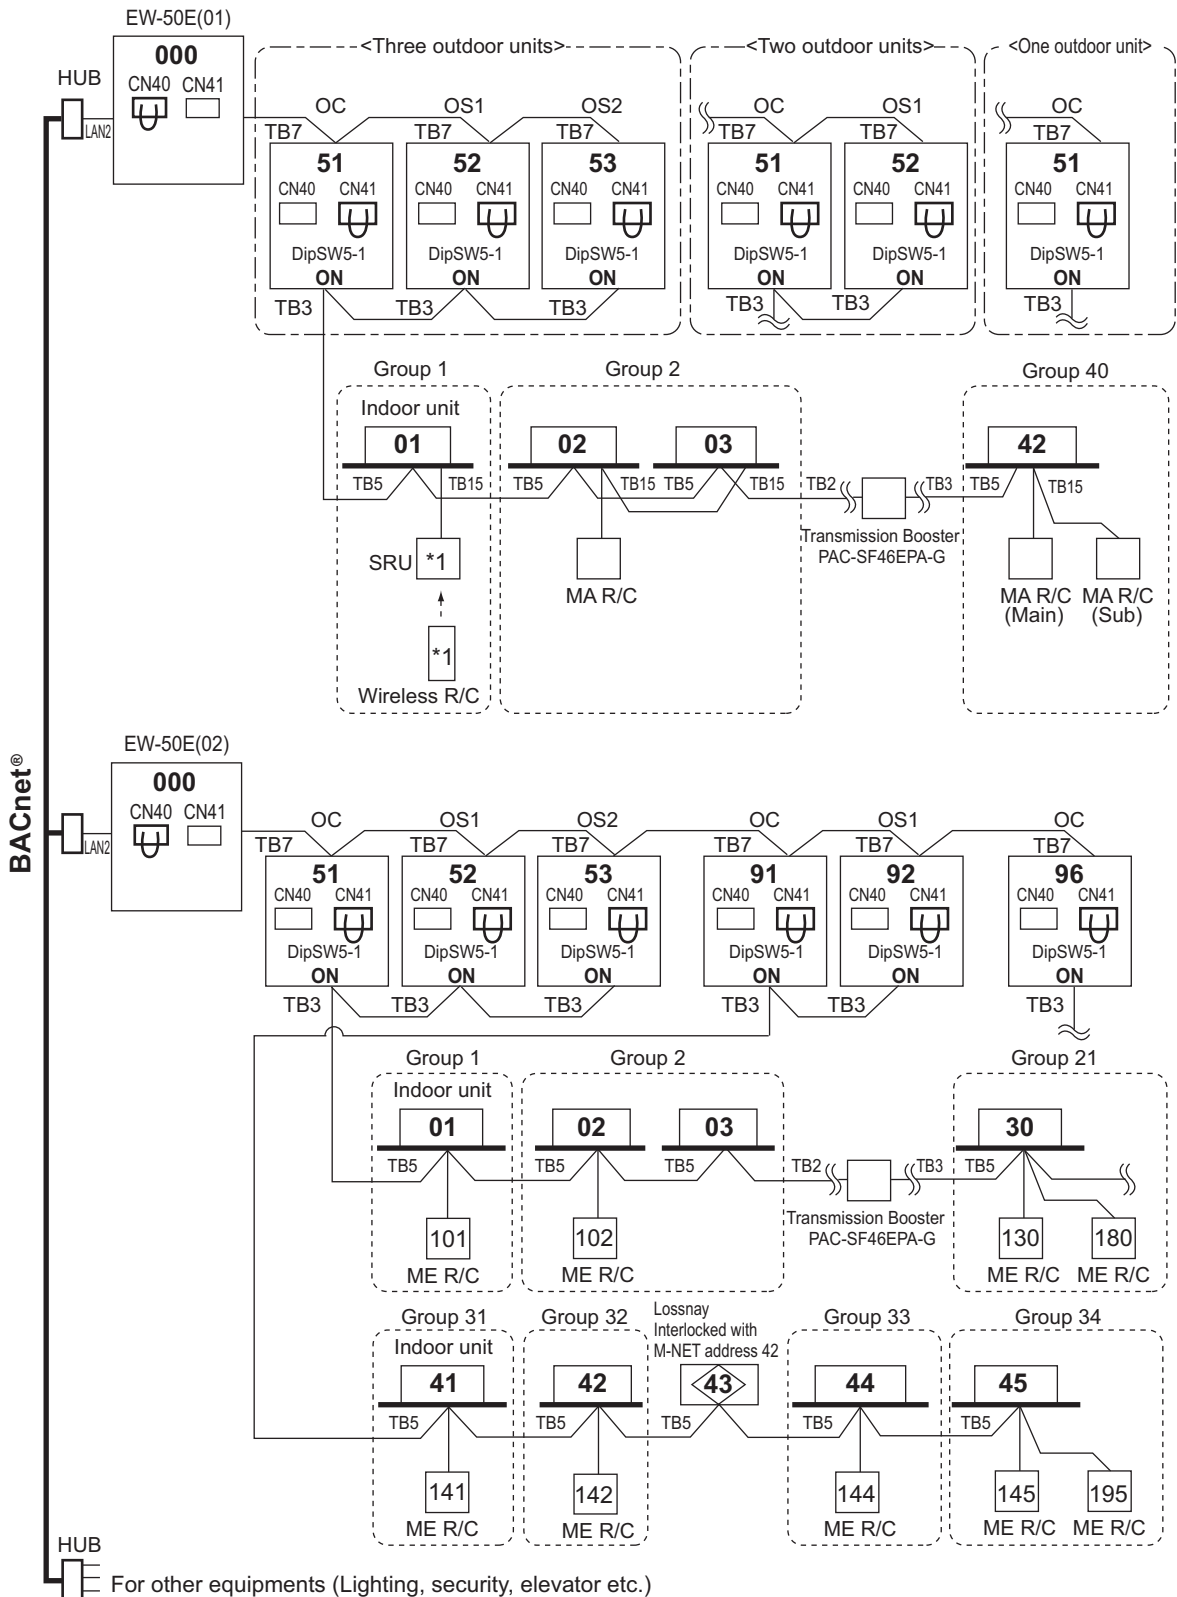 EW-50E(01)
000
CN40 CN41
HUB
LAN2
<Three outdoor units>
<Two outdoor units>
<One outdoor unit>
OC OS1 OS2 OC OS1 OC
TB7 TB7 TB7 TB7 TB7 TB7
51 52 53 51 52 51
CN40 CN41 CN40 CN41 CN40 CN41 CN40 CN41 CN40 CN41 CN40 CN41
DipSW5-1 DipSW5-1 DipSW5-1 DipSW5-1 DipSW5-1 DipSW5-1
ON ON ON ON ON ON
TB3 TB3 TB3 TB3 TB3 TB3
Group 1 Group 2 Group 40
Indoor unit
01 02 03 42
TB5 TB15 TB5 TB15 TB5 TB15 TB2 TB3 TB5 TB15
Transmission Booster
PAC-SF46EPA-G
SRU *1
MA R/C
MA R/C
(Main)
MA R/C
(Sub)
*1
Wireless R/C
BACnet®
EW-50E(02)
000
CN40 CN41
LAN2
OC OS1 OS2 OC OS1 OC
TB7 TB7 TB7 TB7 TB7 TB7
51 52 53 91 92 96
CN40 CN41 CN40 CN41 CN40 CN41 CN40 CN41 CN40 CN41 CN40 CN41
DipSW5-1 DipSW5-1 DipSW5-1 DipSW5-1 DipSW5-1 DipSW5-1
ON ON ON ON ON ON
TB3 TB3 TB3 TB3 TB3 TB3
Group 1 Group 2 Group 21
Indoor unit
01 02 03 30
TB5 TB5 TB5 TB2 TB3 TB5
Transmission Booster
PAC-SF46EPA-G
101 102 130 180
ME R/C ME R/C ME R/C ME R/C
Group 31 Group 32 Group 33 Group 34
Lossnay
Interlocked with
M-NET address 42
Indoor unit
41 42 43 44 45
TB5 TB5 TB5 TB5 TB5
141 142 144 145 195
ME R/C ME R/C ME R/C ME R/C ME R/C
HUB
For other equipments (Lighting, security, elevator etc.)